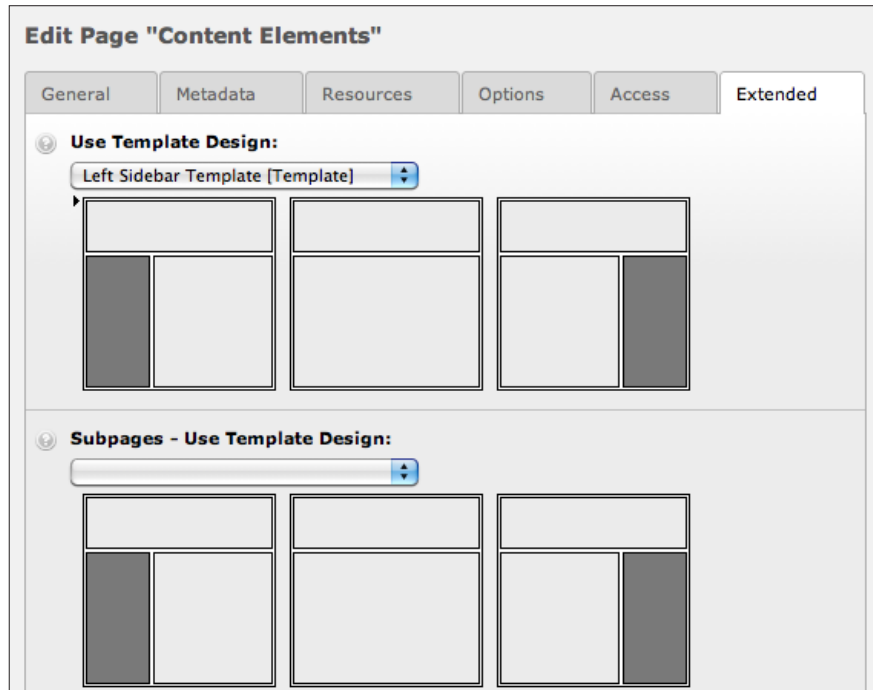 Edit Page "Content Elements"
General Metadata Resources Options Access Extended
Use Template Design:
Left Sidebar Template [Template]
Subpages - Use Template Design: